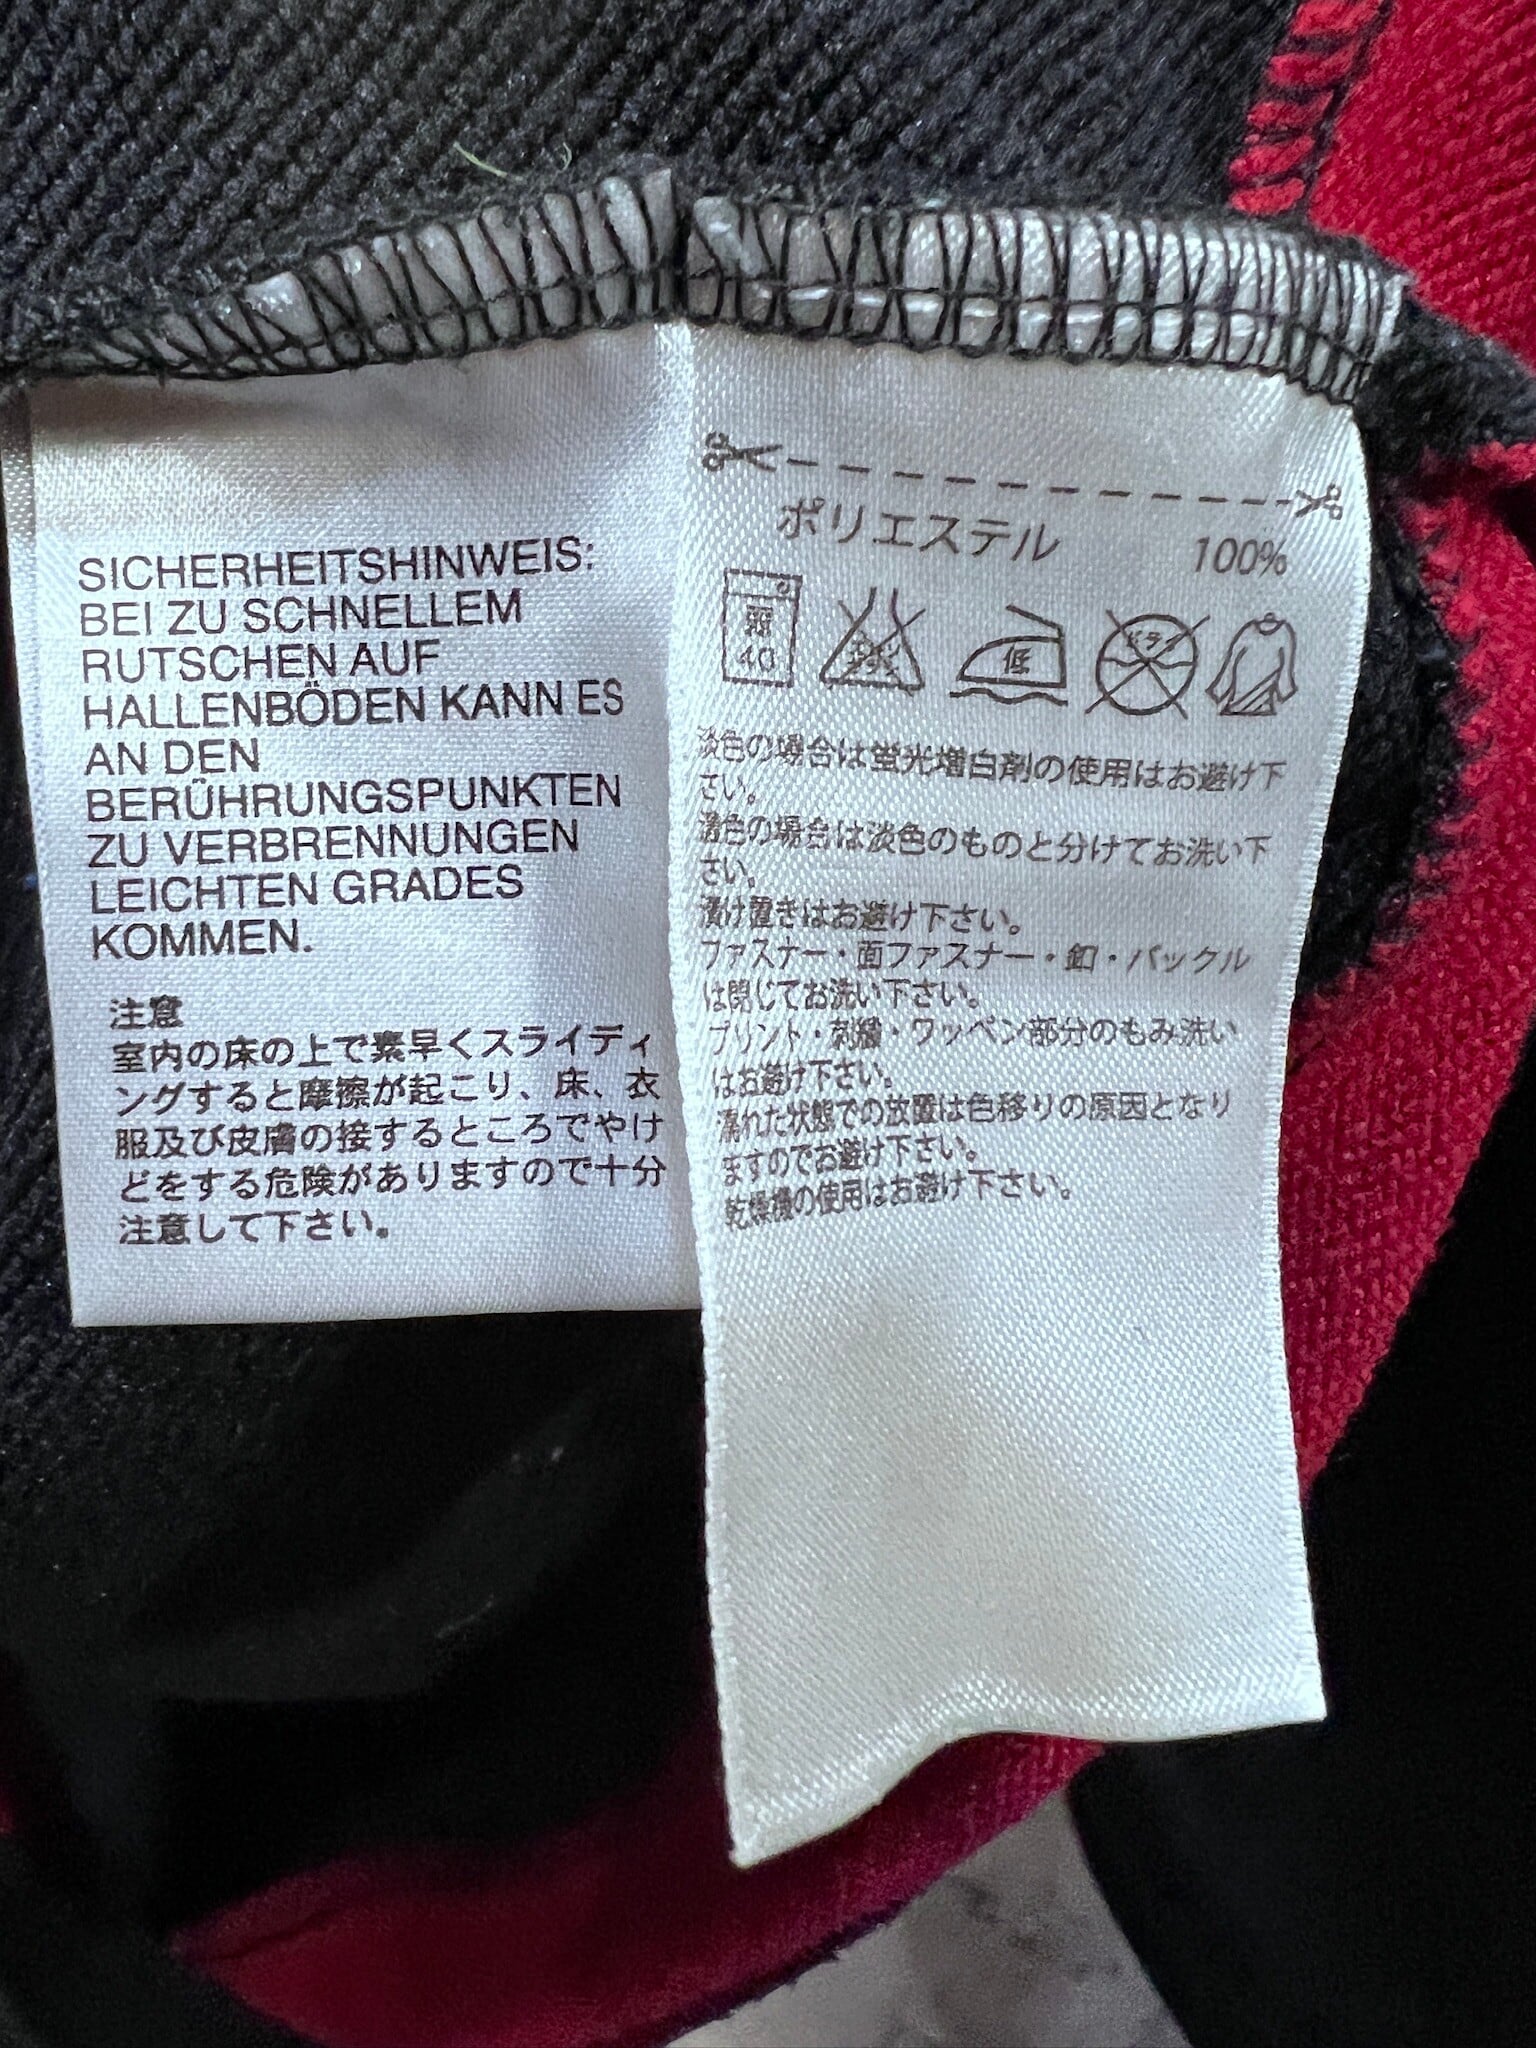 SICHERHEITSHINWEIS:
BEI ZU SCHNELLEM
RUTSCHEN AUF
HALLENBÖDEN KANN ES
AN DEN
BERÜHRUNGSPUNKTEN
ZU VERBRENNUNGEN
LEICHTEN GRADES
KOMMEN.
注意
室内の床の上で素早くスライディ
ングすると摩擦が起こり、床、衣
服及び皮膚の接するところでやけ
どをする危険がありますので十分
注意して下さい。
ポリエステル 100%
弱
40
低
ドライ
淡色の場合は蛍光増白剤の使用はお避け下
さい。
濃色の場合は淡色のものと分けてお洗い下
さい。
漬け置きはお避け下さい。
ファスナー・面ファスナー・釦・バックル
は閉じてお洗い下さい。
プリント・刺繍・ワッペン部分のもみ洗い
はお避け下さい。
濡れた状態での放置は色移りの原因となり
ますのでお避け下さい。
乾燥機の使用はお避け下さい。